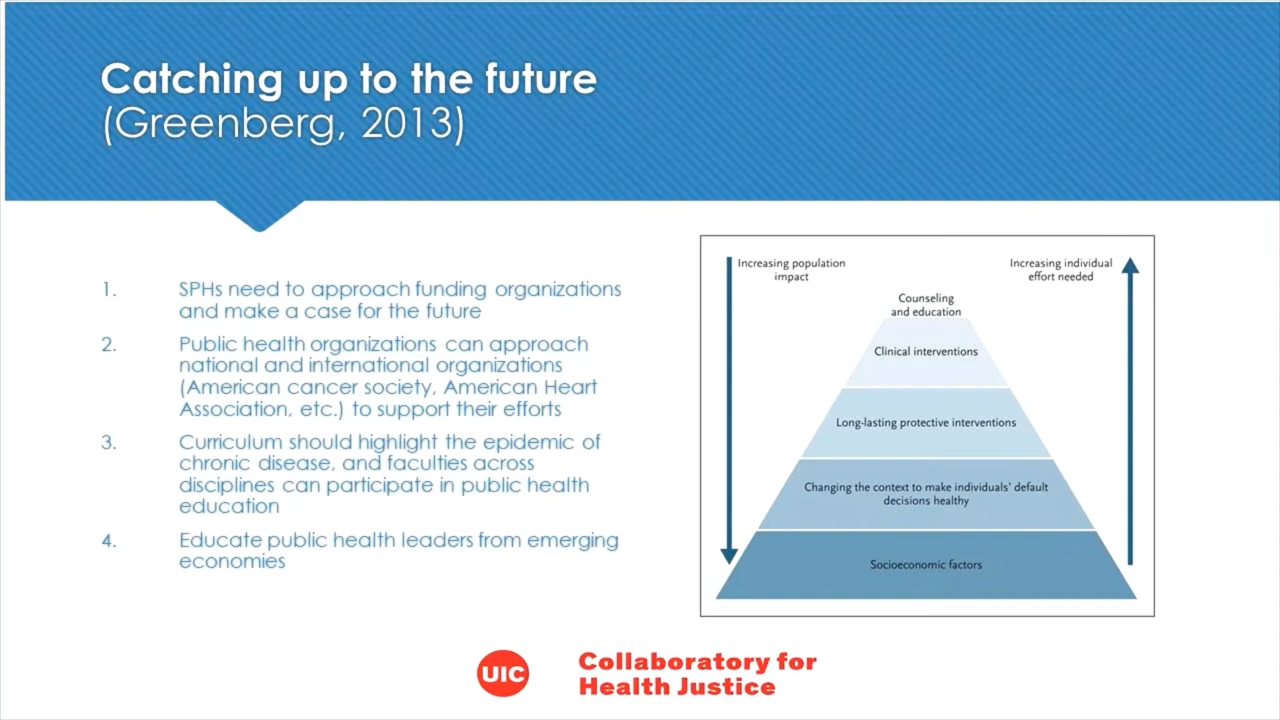 Catching up to the future
(Greenberg, 2013)
1. SPHs need to approach funding organizations
and make a case for the future
2. Public health organizations can approach
national and international organizations
(American cancer society, American Heart
Association, etc.) to support their efforts
3. Curriculum should highlight the epidemic of
chronic disease, and faculties across
disciplines can participate in public health
education
4. Educate public health leaders from emerging
economies
Increasing population
impact
Increasing individual
effort needed
Counseling
and education
Clinical interventions
Long-lasting protective interventions
Changing the context to make individuals' default
decisions healthy
Socioeconomic factors
UIC
Collaboratory for
Health Justice